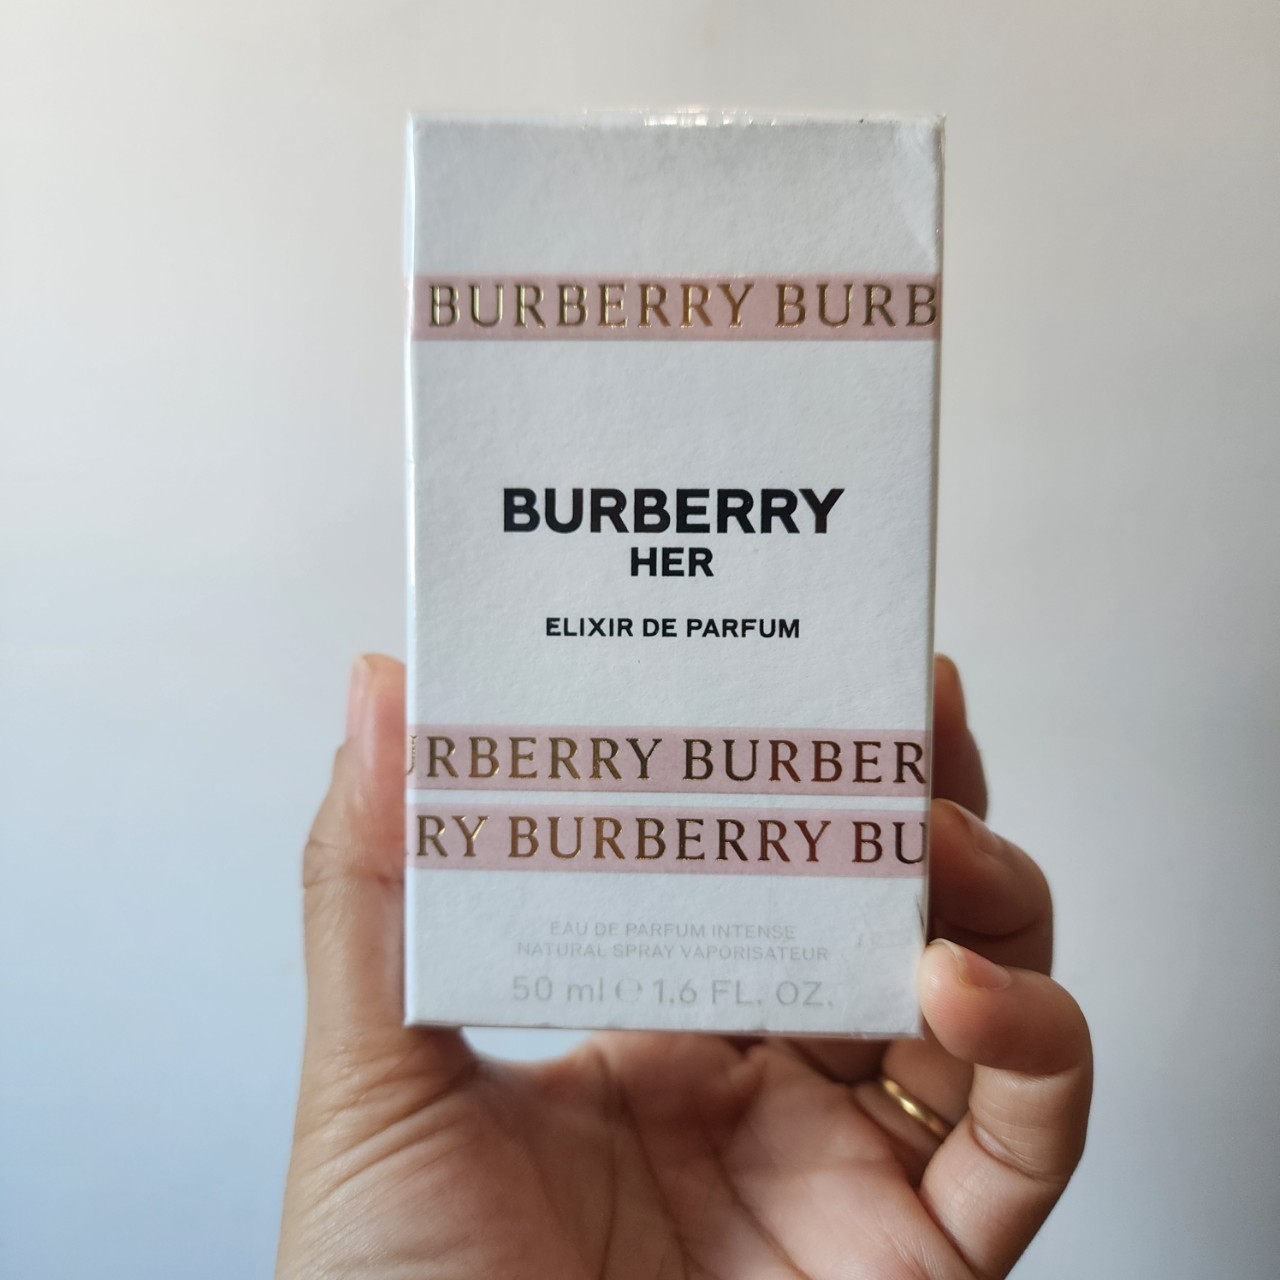 BURBERRY BURB
BURBERRY
HER
ELIXIR DE PARFUM
URBERRY BURBER
RY BURBERRY BU
EAU DE PARFUM INTENSE
NATURAL SPRAY VAPORISATEUR
50 ml ℮ 1.6 FL. OZ.